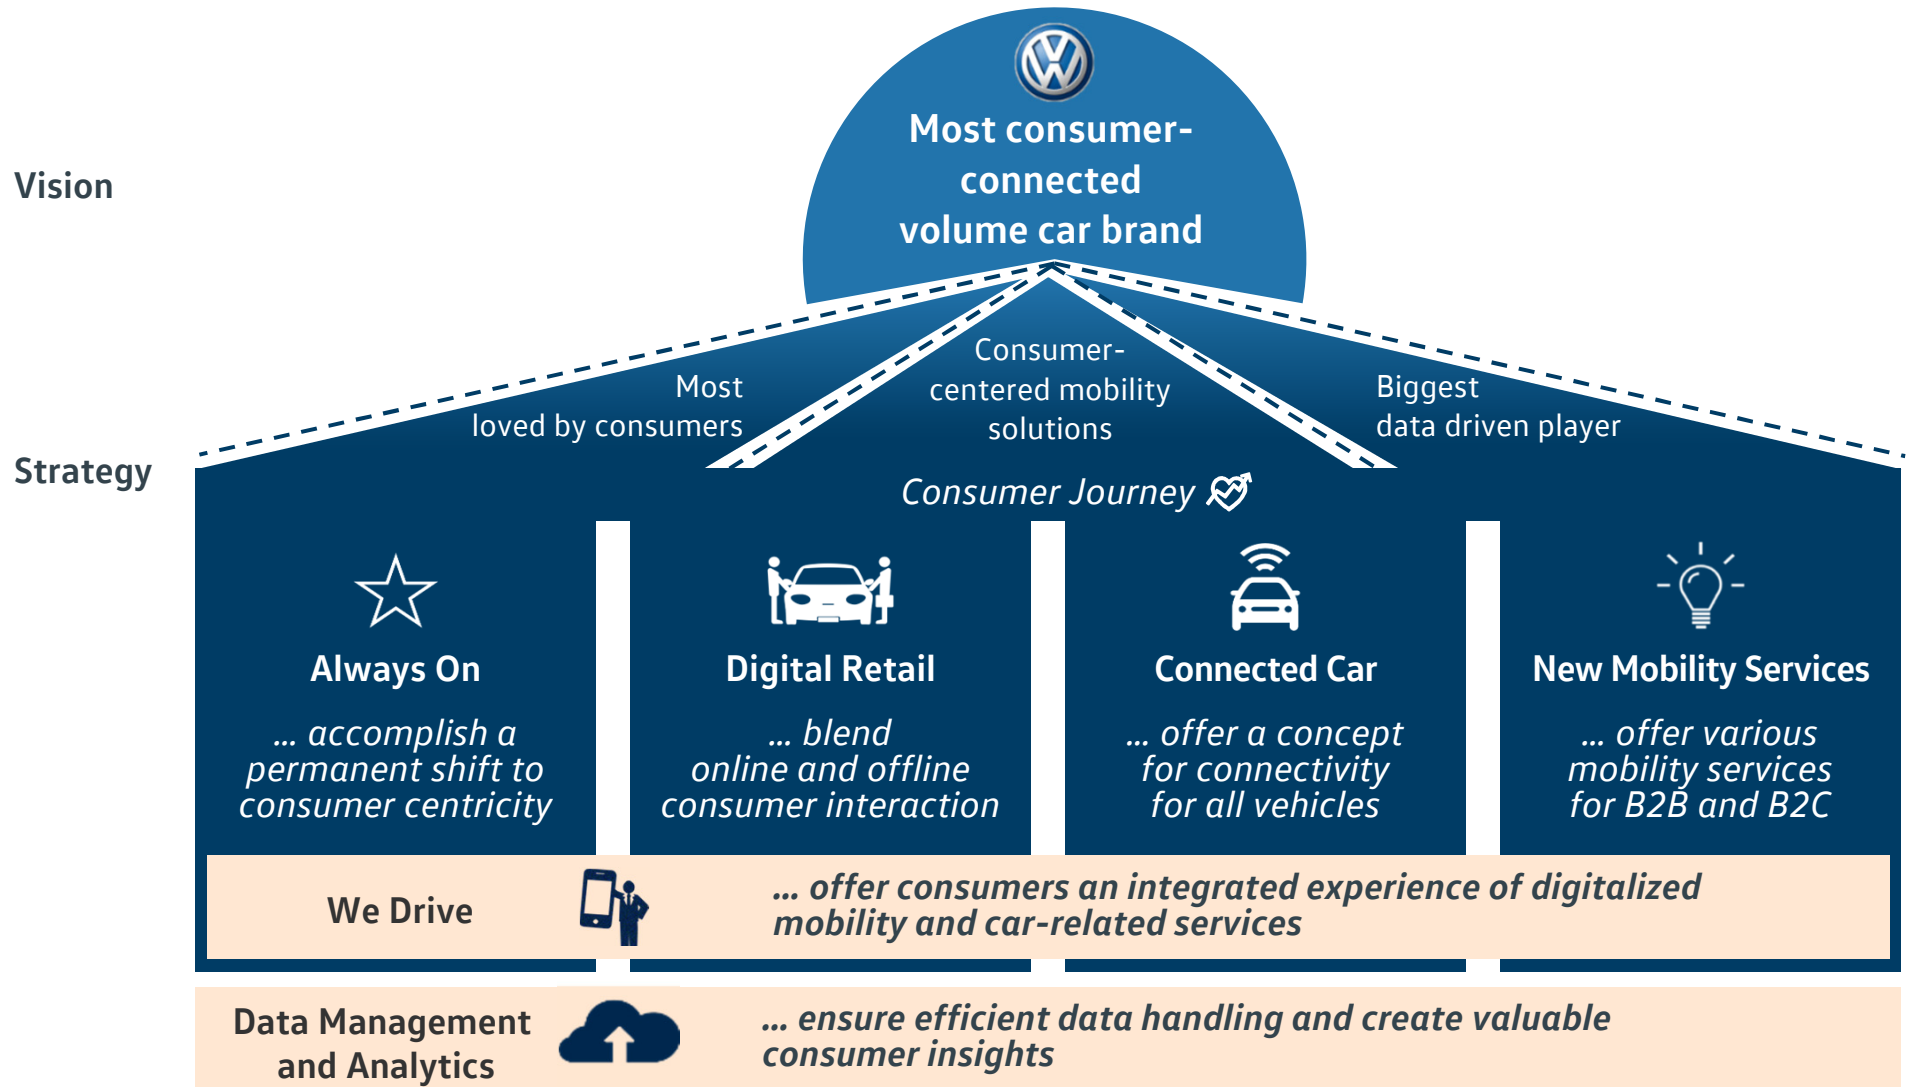 Vision
Most consumer-
connected
volume car brand
Strategy
Most
loved by consumers
Consumer-
centered mobility
solutions
Biggest
data driven player
Consumer Journey
Always On
... accomplish a
permanent shift to
consumer centricity
Digital Retail
... blend
online and offline
consumer interaction
Connected Car
... offer a concept
for connectivity
for all vehicles
New Mobility Services
... offer various
mobility services
for B2B and B2C
We Drive
... offer consumers an integrated experience of digitalized
mobility and car-related services
Data Management
and Analytics
... ensure efficient data handling and create valuable
consumer insights